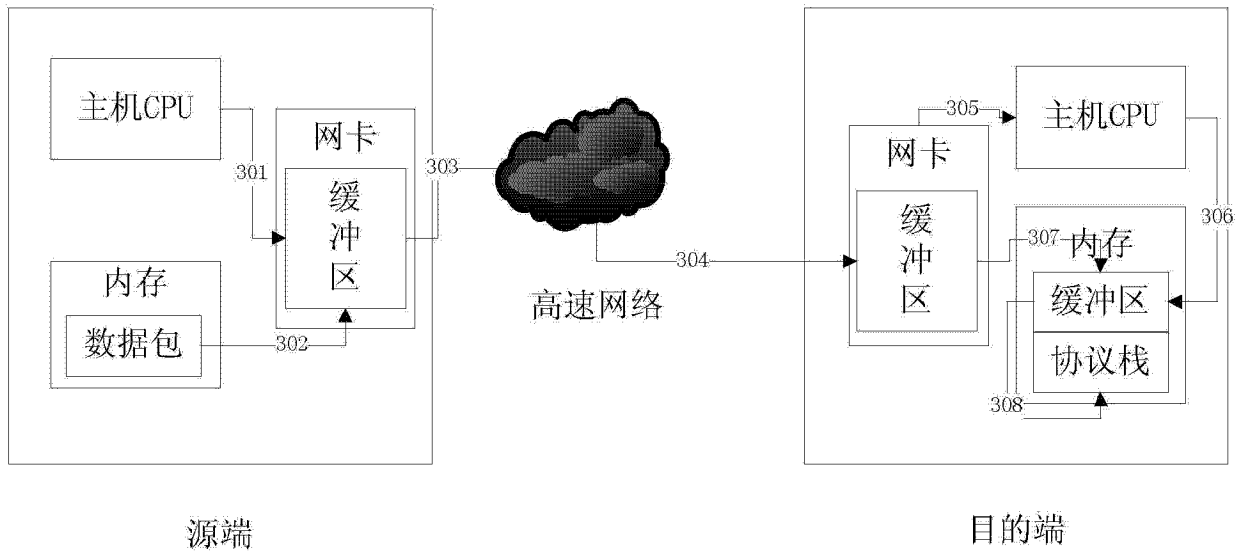 主机CPU
301
网卡
缓冲区
303
内存
数据包
302
源端
高速网络
304
305
主机CPU
网卡
缓冲区
306
307
内存
缓冲区
协议栈
308
目的端